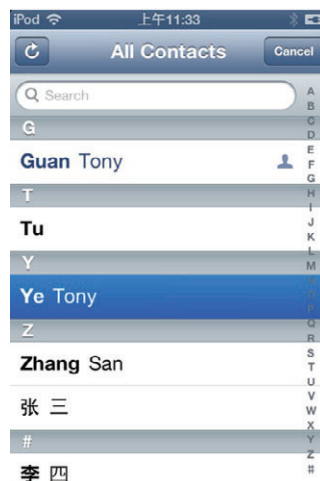 iPod 上午11:33
All Contacts Cancel
Search
G
Guan Tony
T
Tu
Y
Ye Tony
Z
Zhang San
张 三
#
李 四
A
B
C
D
E
F
G
H
I
J
K
L
M
P
Q
R
S
T
U
V
W
X
Y
Z
#